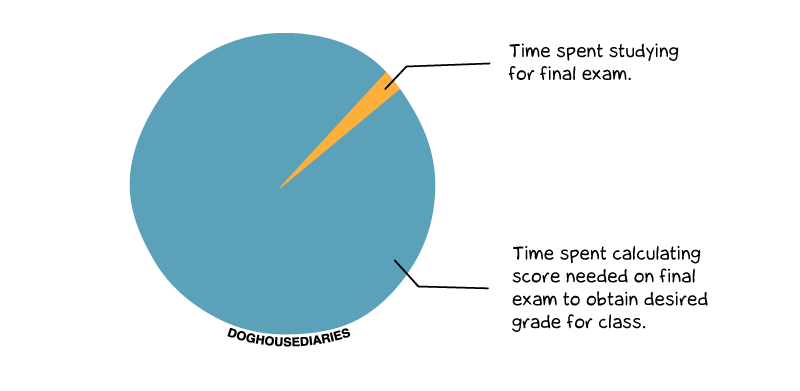 Time spent studying
for final exam.
Time spent calculating
score needed on final
exam to obtain desired
grade for class.
DOGHOUSEDIARIES